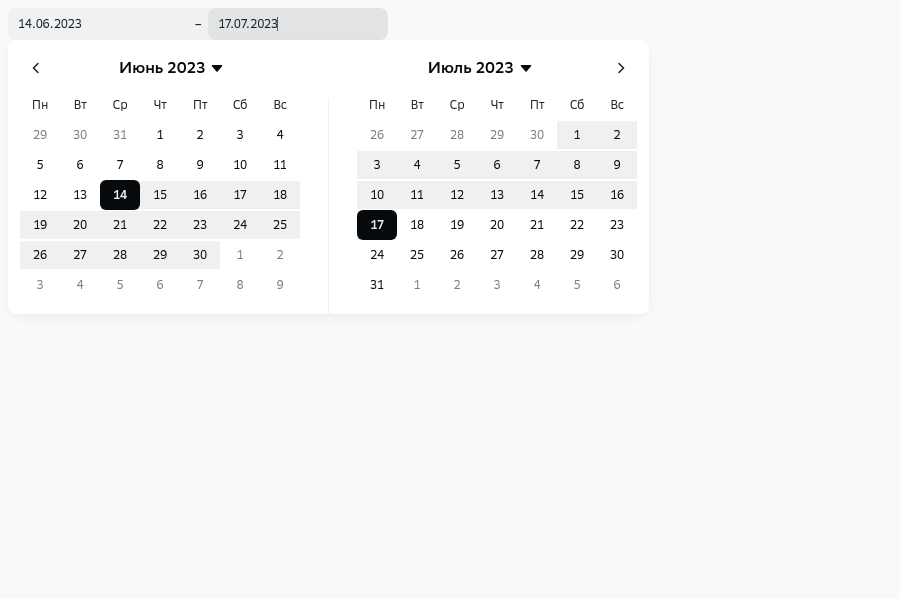 14.06.2023 – 17.07.2023
Июнь 2023
Пн Вт Ср Чт Пт Сб Вс
29 30 31 1 2 3 4
5 6 7 8 9 10 11
12 13 14 15 16 17 18
19 20 21 22 23 24 25
26 27 28 29 30 1 2
3 4 5 6 7 8 9
Июль 2023
Пн Вт Ср Чт Пт Сб Вс
26 27 28 29 30 1 2
3 4 5 6 7 8 9
10 11 12 13 14 15 16
17 18 19 20 21 22 23
24 25 26 27 28 29 30
31 1 2 3 4 5 6